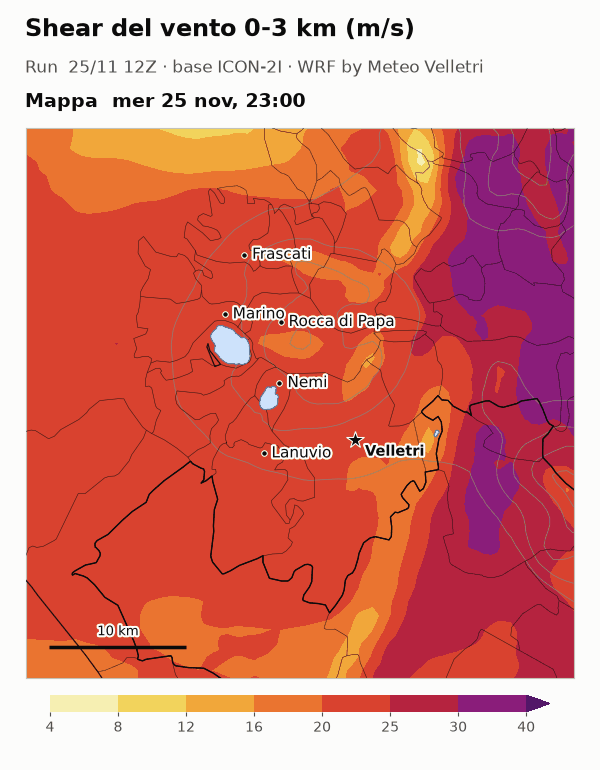 Shear del vento 0-3 km (m/s)
Run  25/11 12Z · base ICON-2I · WRF by Meteo Velletri
Mappa  mer 25 nov, 23:00
Frascati
Marino
Rocca di Papa
Nemi
Velletri
Lanuvio
10 km
4 8 12 16 20 25 30 40